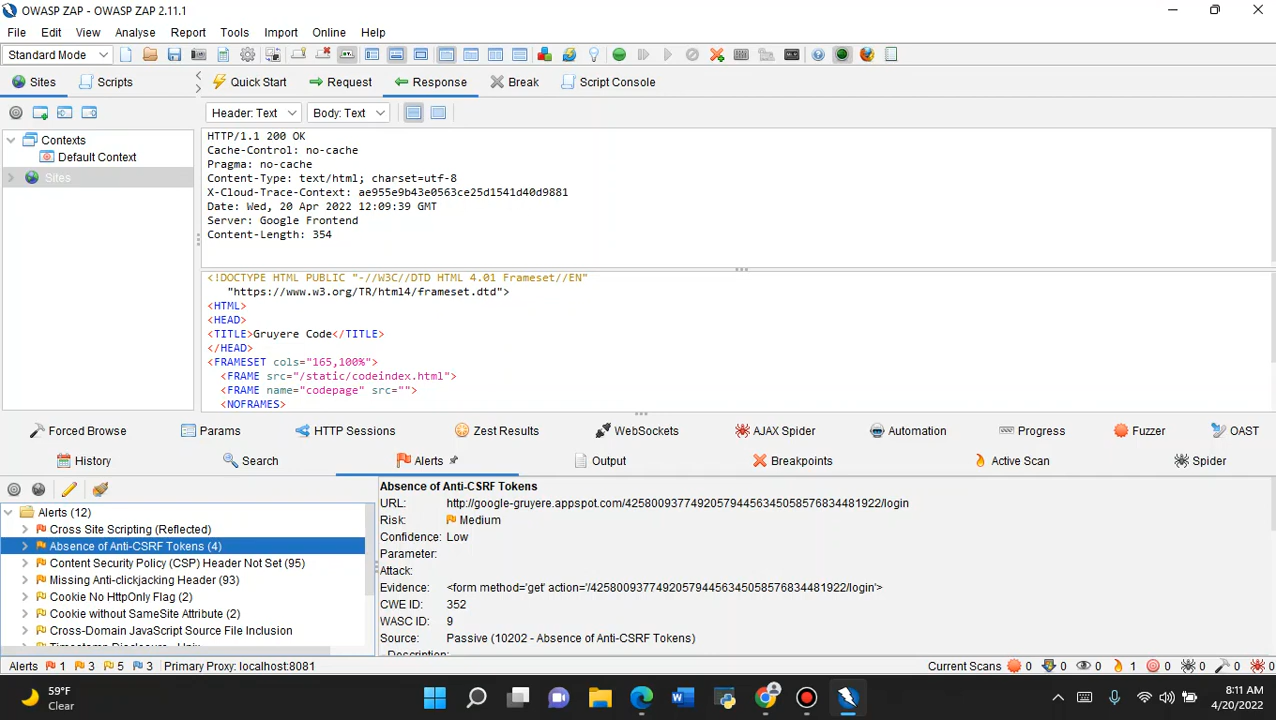 OWASP ZAP - OWASP ZAP 2.11.1
File Edit View Analyse Report Tools Import Online Help
Standard Mode
Sites Scripts Quick Start Request Response Break Script Console
Header: Text Body: Text
Contexts
Default Context
Sites
HTTP/1.1 200 OK
Cache-Control: no-cache
Pragma: no-cache
Content-Type: text/html; charset=utf-8
X-Cloud-Trace-Context: ae955e9b43e0563ce25d1541d40d9881
Date: Wed, 20 Apr 2022 12:09:39 GMT
Server: Google Frontend
Content-Length: 354
<!DOCTYPE HTML PUBLIC "-//W3C//DTD HTML 4.01 Frameset//EN"
"https://www.w3.org/TR/html4/frameset.dtd">
<HTML>
<HEAD>
<TITLE>Gruyere Code</TITLE>
</HEAD>
<FRAMESET cols="165,100%">
<FRAME src="/static/codeindex.html">
<FRAME name="codepage" src="">
<NOFRAMES>
Forced Browse Params HTTP Sessions Zest Results WebSockets AJAX Spider Automation Progress Fuzzer OAST
History Search Alerts Output Breakpoints Active Scan Spider
Alerts (12)
Cross Site Scripting (Reflected)
Absence of Anti-CSRF Tokens (4)
Content Security Policy (CSP) Header Not Set (95)
Missing Anti-clickjacking Header (93)
Cookie No HttpOnly Flag (2)
Cookie without SameSite Attribute (2)
Cross-Domain JavaScript Source File Inclusion
Timestamp Disclosure - Unix
Absence of Anti-CSRF Tokens
URL: http://google-gruyere.appspot.com/425800937749205794456345058576834481922/login
Risk: Medium
Confidence: Low
Parameter:
Attack:
Evidence: <form method='get' action='/425800937749205794456345058576834481922/login'>
CWE ID: 352
WASC ID: 9
Source: Passive (10202 - Absence of Anti-CSRF Tokens)
Description:
Alerts 1 3 5 3 Primary Proxy: localhost:8081 Current Scans 0 0 0 1 0 0 0 0
59°F
Clear
8:11 AM
4/20/2022